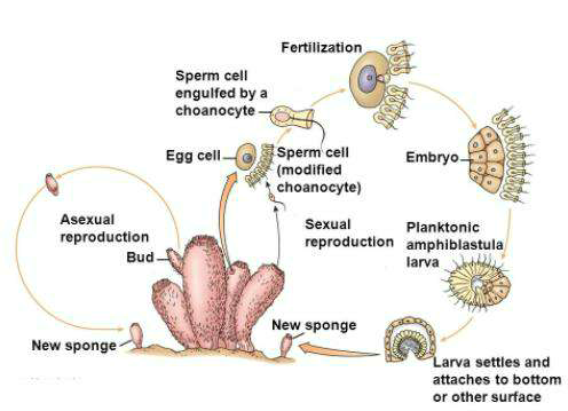 Fertilization
Sperm cell
engulfed by a
choanocyte
Egg cell
Sperm cell
(modified
choanocyte)
Embryo
Asexual
reproduction
Bud
Sexual
reproduction
Planktonic
amphiblastula
larva
New sponge
New sponge
Larva settles and
attaches to bottom
or other surface